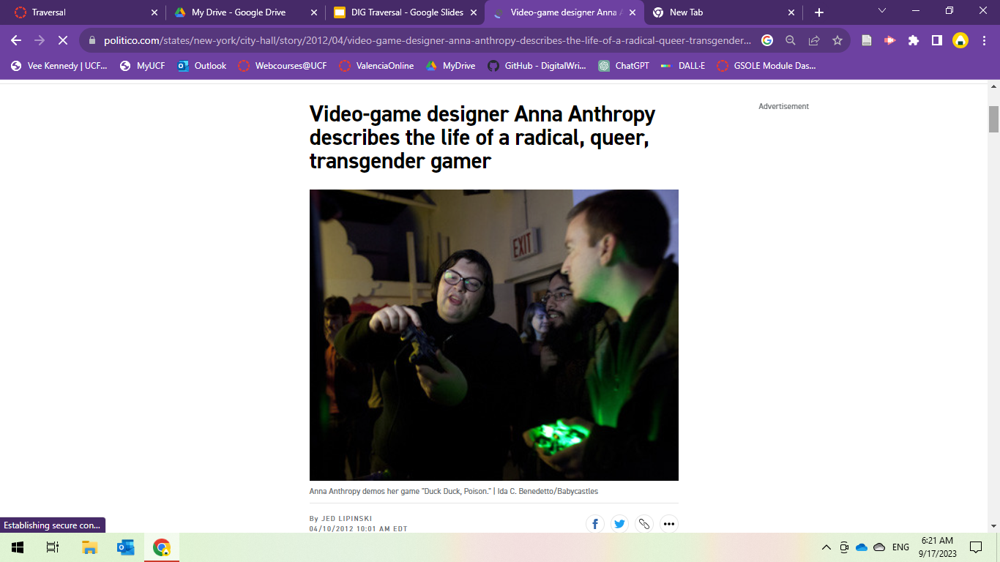 Traversal
My Drive - Google Drive
DIG Traversal - Google Slides
Video-game designer Anna A
New Tab
politico.com/states/new-york/city-hall/story/2012/04/video-game-designer-anna-anthropy-describes-the-life-of-a-radical-queer-transgender...
Vee Kennedy | UCF...
MyUCF
Outlook
Webcourses@UCF
ValenciaOnline
MyDrive
GitHub - DigitalWri...
ChatGPT
DALL·E
GSOLE Module Das...
Video-game designer Anna Anthropy
describes the life of a radical, queer,
transgender gamer
Advertisement
EXIT
Anna Anthropy demos her game "Duck Duck, Poison." | Ida C. Benedetto/Babycastles
By JED LIPINSKI
04/10/2012 10:01 AM EDT
Establishing secure con...
ENG
6:21 AM
9/17/2023